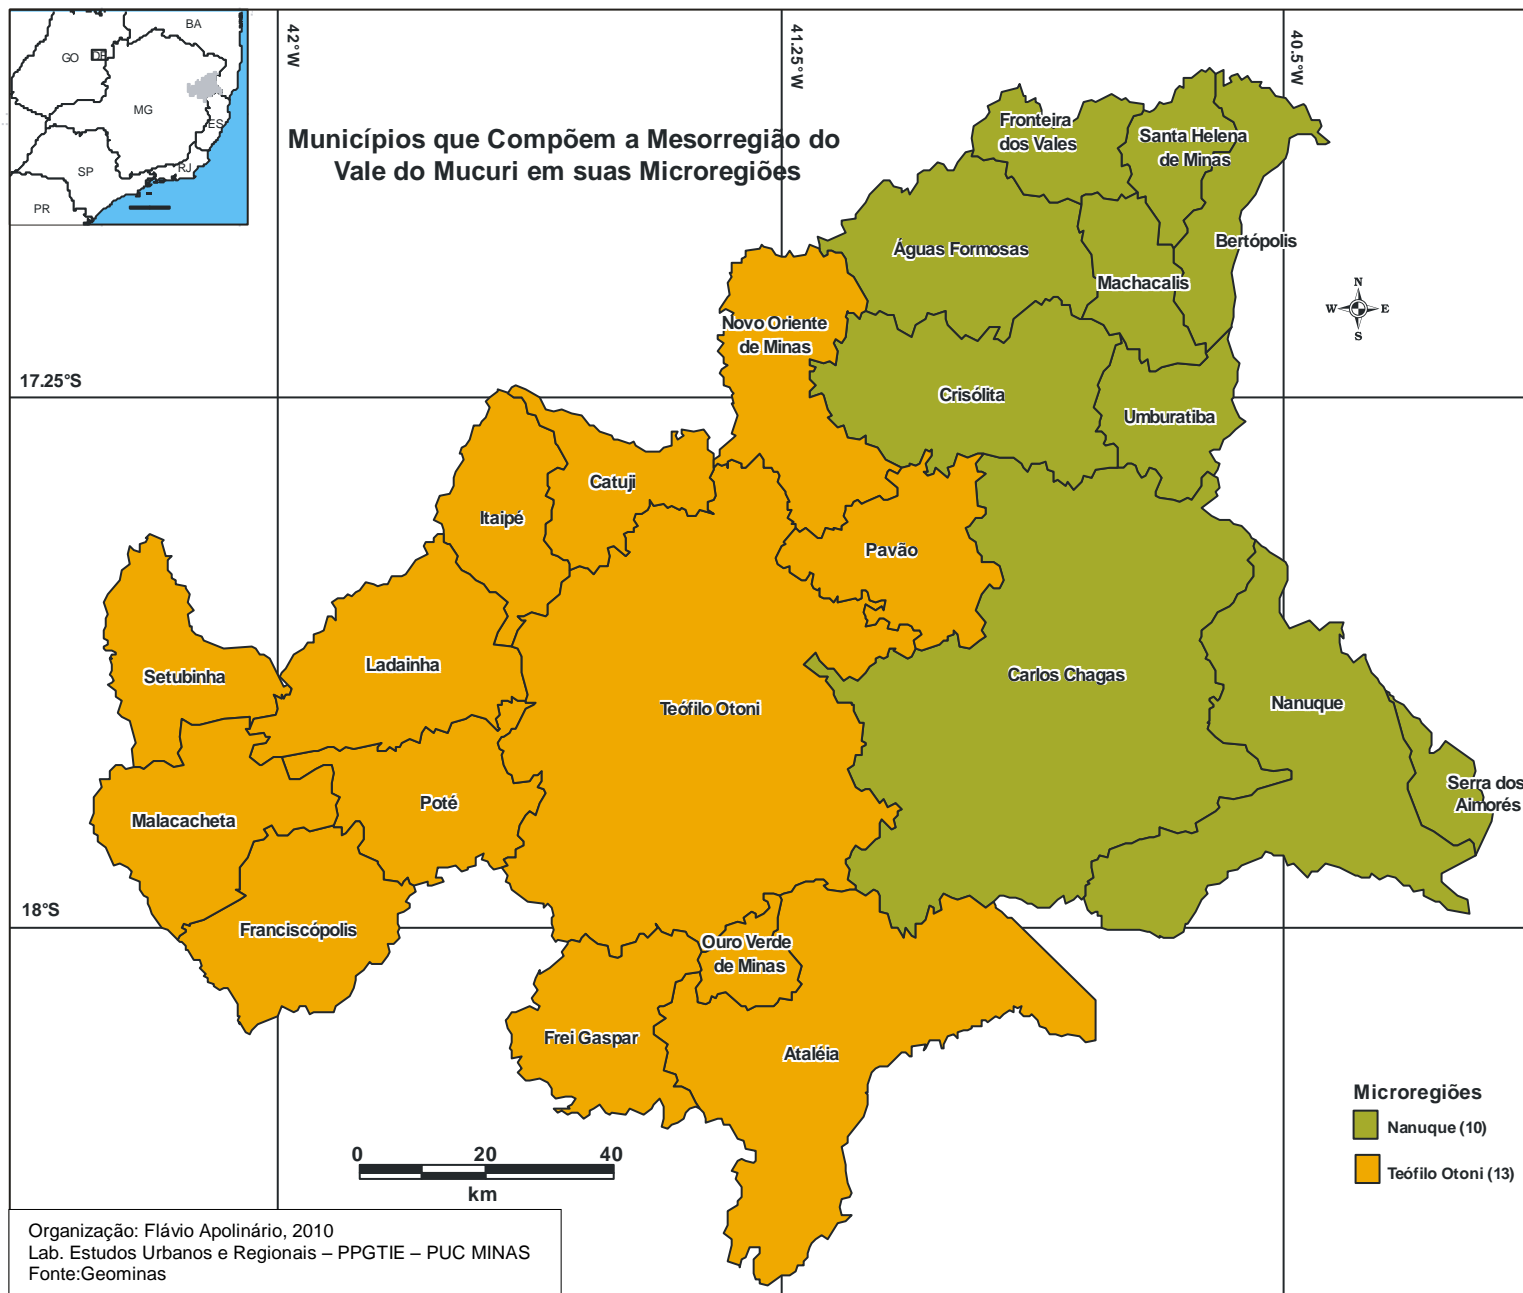 BA
GO
DF
MG
ES
SP
RJ
PR
42°W
41.25°W
40.5°W
Municípios que Compõem a Mesorregião do
Vale do Mucuri em suas Microregiões
Fronteira
dos Vales
Santa Helena
de Minas
Bertópolis
Águas Formosas
Machacalis
N
W
E
S
Novo Oriente
de Minas
17.25°S
Crisólita
Umburatiba
Catuji
Itaipé
Pavão
Setubinha
Ladainha
Teófilo Otoni
Carlos Chagas
Nanuque
Serra dos
Aimorés
Malacacheta
Poté
18°S
Franciscópolis
Ouro Verde
de Minas
Frei Gaspar
Ataléia
Microregiões
Nanuque (10)
Teófilo Otoni (13)
0 20 40
km
Organização: Flávio Apolinário, 2010
Lab. Estudos Urbanos e Regionais – PPGTIE – PUC MINAS
Fonte:Geominas